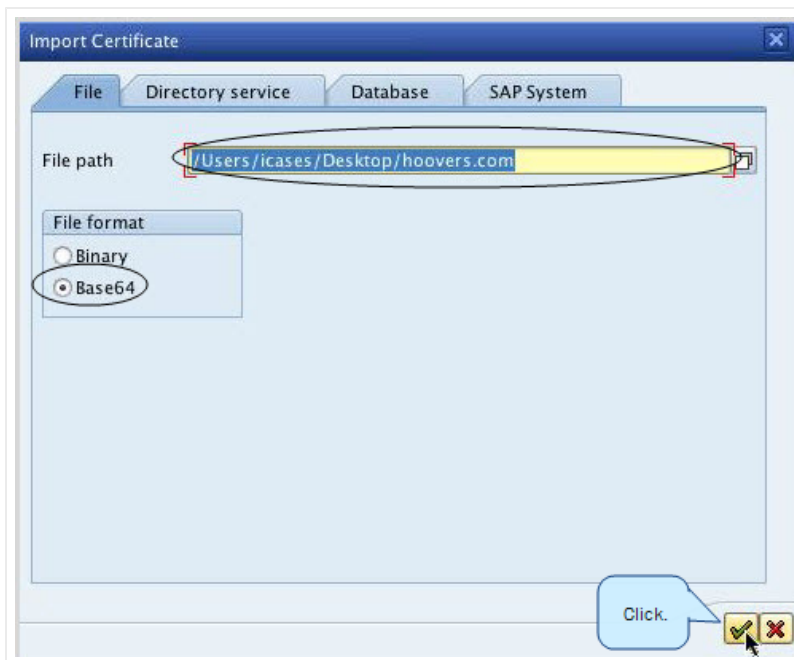 Import Certificate
File Directory service Database SAP System
File path /Users/icases/Desktop/hoovers.com
File format
Binary
Base64
Click.